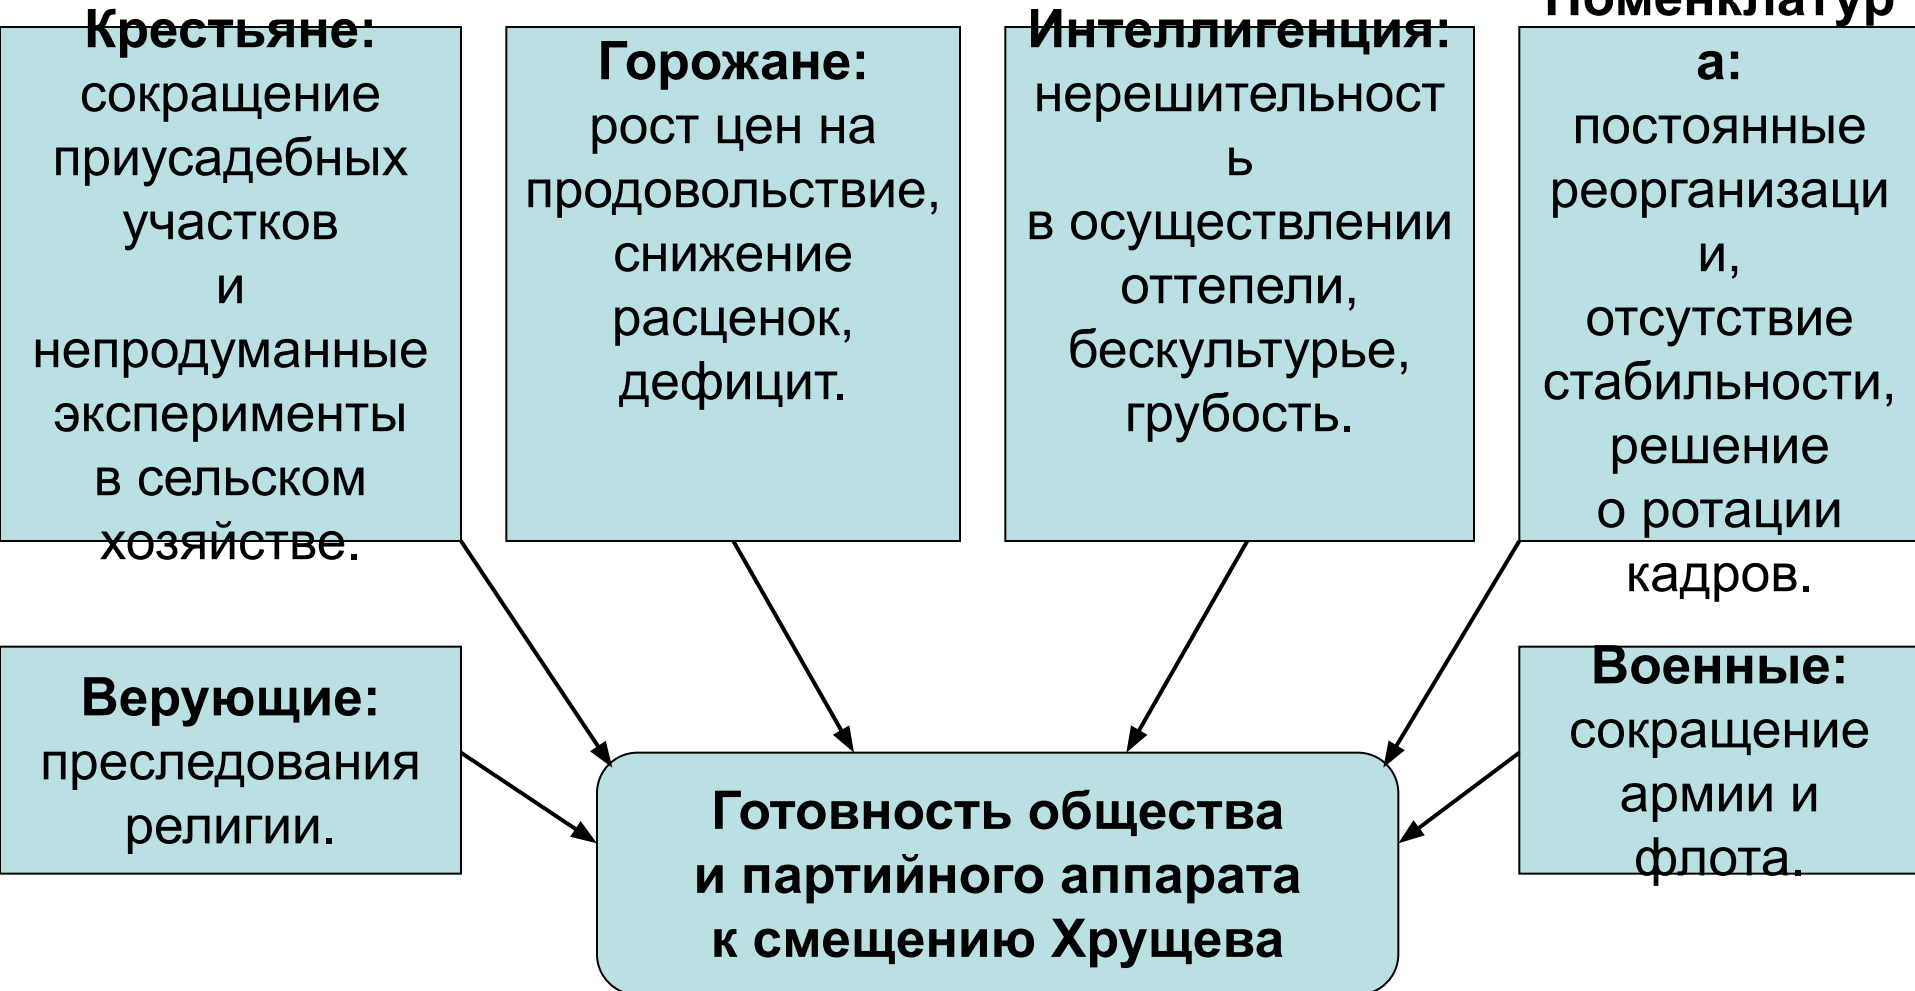 Крестьяне:
сокращение
приусадебных
участков
и
непродуманные
эксперименты
в сельском
хозяйстве.
Горожане:
рост цен на
продовольствие,
снижение
расценок,
дефицит.
Интеллигенция:
нерешительност
ь
в осуществлении
оттепели,
бескультурье,
грубость.
Номенклатур
а:
постоянные
реорганизаци
и,
отсутствие
стабильности,
решение
о ротации
кадров.
Верующие:
преследования
религии.
Военные:
сокращение
армии и
флота.
Готовность общества
и партийного аппарата
к смещению Хрущева